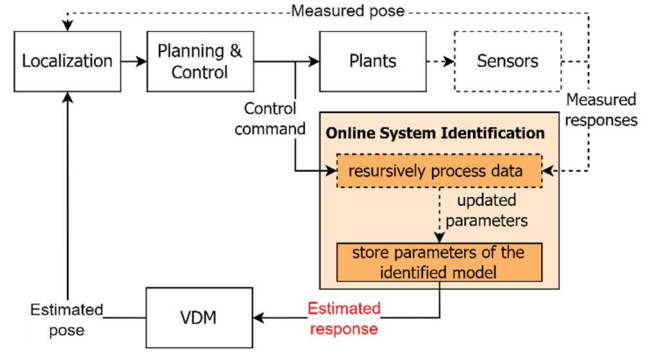 Measured pose
Localization
Planning &
Control
Plants
Sensors
Control
command
Measured
responses
Online System Identification
resursively process data
updated
parameters
store parameters of the
identified model
Estimated
pose
VDM
Estimated
response